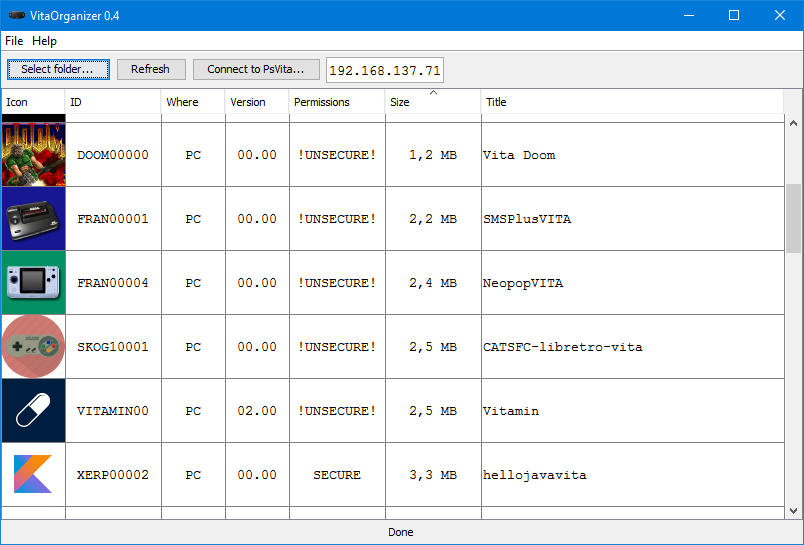 VitaOrganizer 0.4
File Help
Select folder... Refresh Connect to PsVita... 192.168.137.71
Icon ID Where Version Permissions Size Title
DOOM00000 PC 00.00 !UNSECURE! 1,2 MB Vita Doom
FRAN00001 PC 00.00 !UNSECURE! 2,2 MB SMSPlusVITA
FRAN00004 PC 00.00 !UNSECURE! 2,4 MB NeopopVITA
SKOG10001 PC 00.00 !UNSECURE! 2,5 MB CATSFC-libretro-vita
VITAMIN00 PC 02.00 !UNSECURE! 2,5 MB Vitamin
XERP00002 PC 00.00 SECURE 3,3 MB hellojavavita
Done